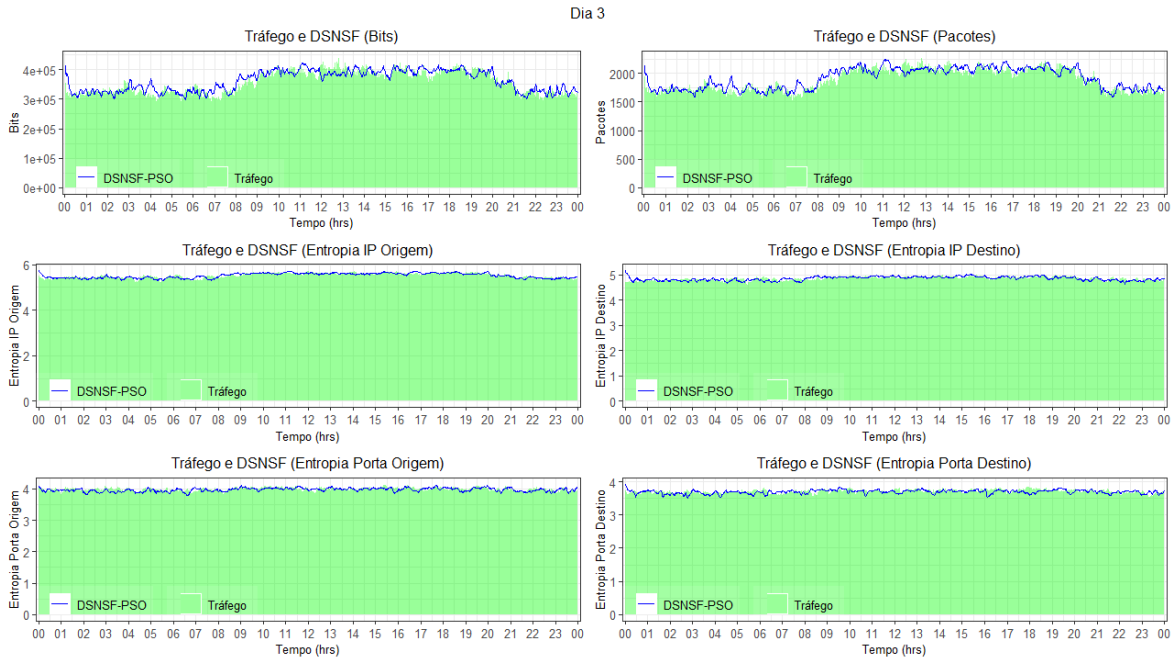 Dia 3
Tráfego e DSNSF (Bits)
Bits
4e+05
3e+05
2e+05
1e+05
0e+00
DSNSF-PSO
Tráfego
00 01 02 03 04 05 06 07 08 09 10 11 12 13 14 15 16 17 18 19 20 21 22 23 00
Tempo (hrs)
Tráfego e DSNSF (Pacotes)
Pacotes
2000
1500
1000
500
0
DSNSF-PSO
Tráfego
00 01 02 03 04 05 06 07 08 09 10 11 12 13 14 15 16 17 18 19 20 21 22 23 00
Tempo (hrs)
Tráfego e DSNSF (Entropia IP Origem)
Entropia IP Origem
6
4
2
0
DSNSF-PSO
Tráfego
00 01 02 03 04 05 06 07 08 09 10 11 12 13 14 15 16 17 18 19 20 21 22 23 00
Tempo (hrs)
Tráfego e DSNSF (Entropia IP Destino)
Entropia IP Destino
5
4
3
2
1
0
DSNSF-PSO
Tráfego
00 01 02 03 04 05 06 07 08 09 10 11 12 13 14 15 16 17 18 19 20 21 22 23 00
Tempo (hrs)
Tráfego e DSNSF (Entropia Porta Origem)
Entropia Porta Origem
4
3
2
1
0
DSNSF-PSO
Tráfego
00 01 02 03 04 05 06 07 08 09 10 11 12 13 14 15 16 17 18 19 20 21 22 23 00
Tempo (hrs)
Tráfego e DSNSF (Entropia Porta Destino)
Entropia Porta Destino
4
3
2
1
0
DSNSF-PSO
Tráfego
00 01 02 03 04 05 06 07 08 09 10 11 12 13 14 15 16 17 18 19 20 21 22 23 00
Tempo (hrs)